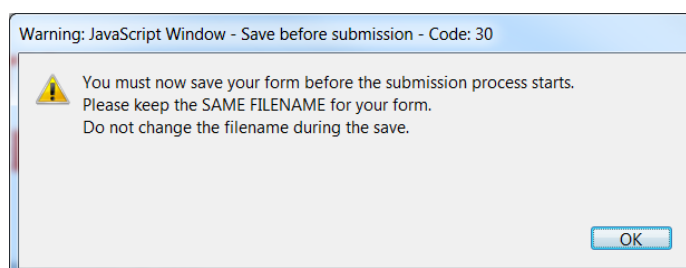 Warning: JavaScript Window - Save before submission - Code: 30
You must now save your form before the submission process starts.
Please keep the SAME FILENAME for your form.
Do not change the filename during the save.
OK